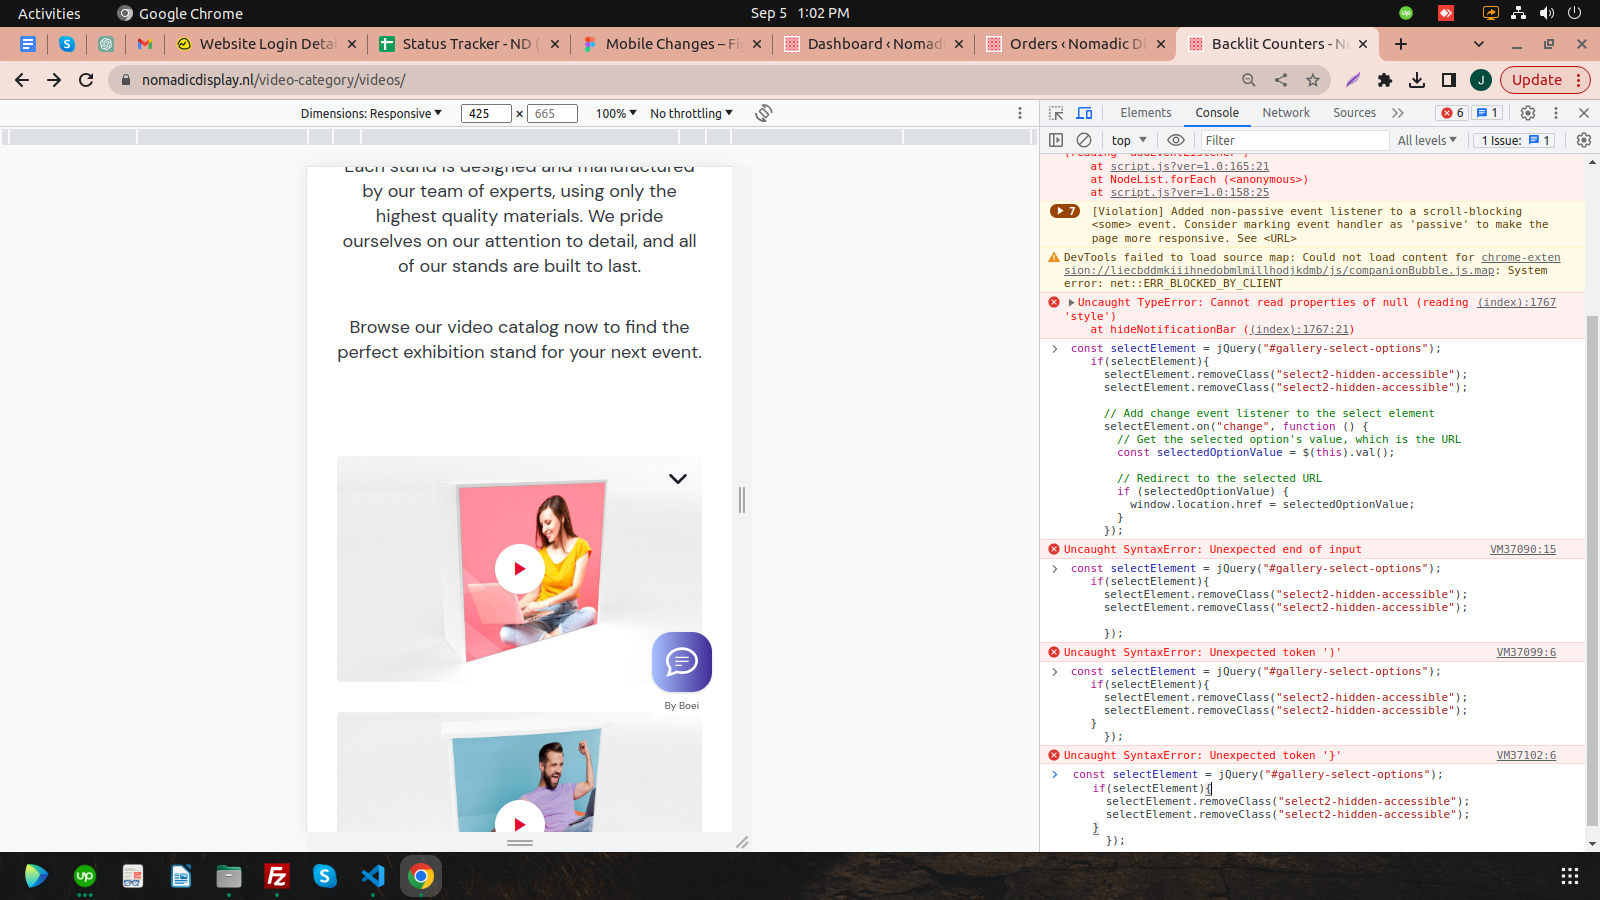 Activities
Google Chrome
Sep 5 1:02 PM
Website Login Detai
Status Tracker - ND (
Mobile Changes – Fi
Dashboard ‹ Nomadi
Orders ‹ Nomadic Di
Backlit Counters - No
nomadicdisplay.nl/video-category/videos/
J
Update
Dimensions: Responsive
425
×
665
100%
No throttling
Elements
Console
Network
Sources
6
1
top
Filter
All levels
1 Issue:
1
Each stand is designed and manufactured
by our team of experts, using only the
highest quality materials. We pride
ourselves on our attention to detail, and all
of our stands are built to last.
Browse our video catalog now to find the
perfect exhibition stand for your next event.
By Boei
(reading 'addEventListener')
at script.js?ver=1.0:165:21
at NodeList.forEach (<anonymous>)
at script.js?ver=1.0:158:25
7
[Violation] Added non-passive event listener to a scroll-blocking
<some> event. Consider marking event handler as 'passive' to make the
page more responsive. See <URL>
DevTools failed to load source map: Could not load content for chrome-exten
sion://liecbddmkiiihnedobmlmillhodjkdmb/js/companionBubble.js.map: System
error: net::ERR_BLOCKED_BY_CLIENT
Uncaught TypeError: Cannot read properties of null (reading (index):1767
'style')
at hideNotificationBar ((index):1767:21)
const selectElement = jQuery("#gallery-select-options");
if(selectElement){
selectElement.removeClass("select2-hidden-accessible");
selectElement.removeClass("select2-hidden-accessible");
// Add change event listener to the select element
selectElement.on("change", function () {
// Get the selected option's value, which is the URL
const selectedOptionValue = $(this).val();
// Redirect to the selected URL
if (selectedOptionValue) {
window.location.href = selectedOptionValue;
}
});
Uncaught SyntaxError: Unexpected end of input VM37090:15
const selectElement = jQuery("#gallery-select-options");
if(selectElement){
selectElement.removeClass("select2-hidden-accessible");
selectElement.removeClass("select2-hidden-accessible");
});
Uncaught SyntaxError: Unexpected token ')' VM37099:6
const selectElement = jQuery("#gallery-select-options");
if(selectElement){
selectElement.removeClass("select2-hidden-accessible");
selectElement.removeClass("select2-hidden-accessible");
}
});
Uncaught SyntaxError: Unexpected token '}' VM37102:6
const selectElement = jQuery("#gallery-select-options");
if(selectElement){
selectElement.removeClass("select2-hidden-accessible");
selectElement.removeClass("select2-hidden-accessible");
}
});